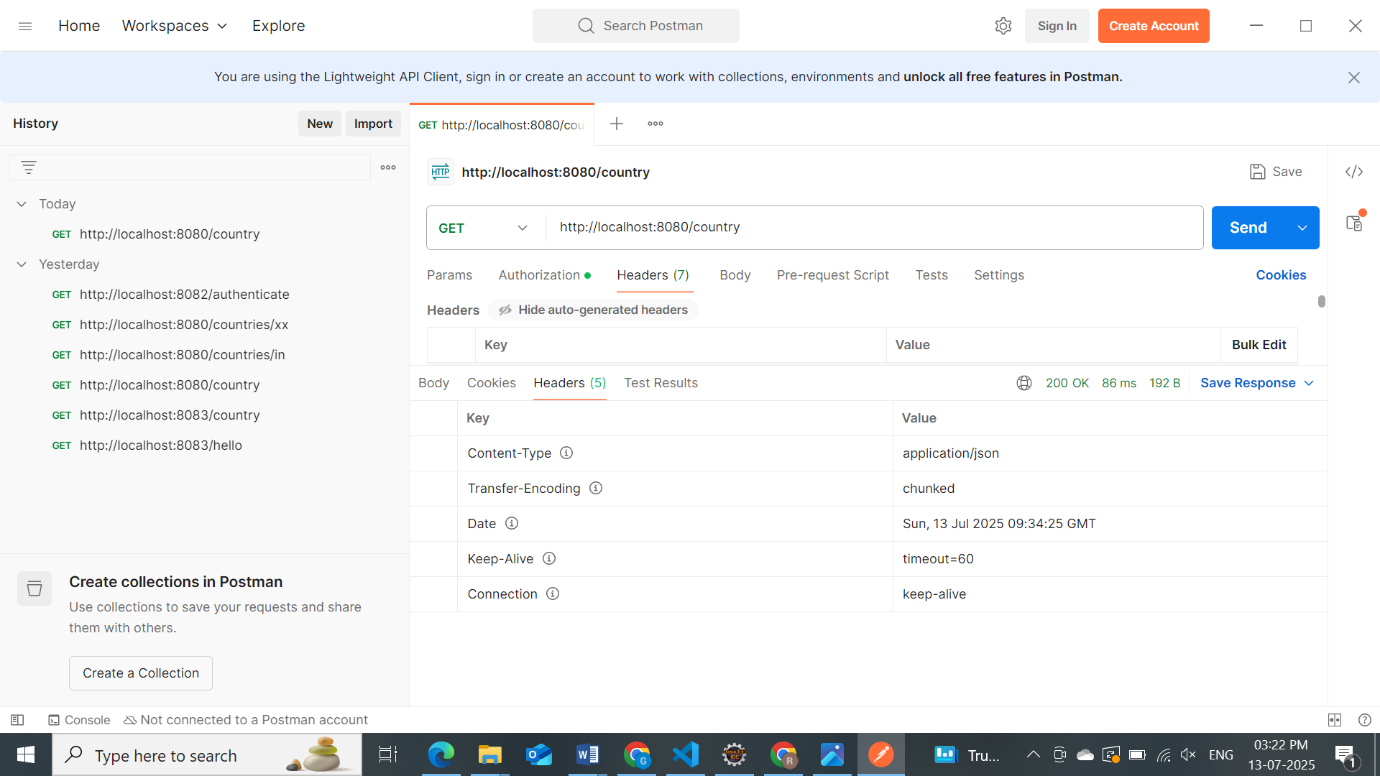 Home Workspaces Explore Search Postman Sign In Create Account
You are using the Lightweight API Client, sign in or create an account to work with collections, environments and unlock all free features in Postman.
History New Import
GET http://localhost:8080/cou
Today
GET http://localhost:8080/country
Yesterday
GET http://localhost:8082/authenticate
GET http://localhost:8080/countries/xx
GET http://localhost:8080/countries/in
GET http://localhost:8080/country
GET http://localhost:8083/country
GET http://localhost:8083/hello
Create collections in Postman
Use collections to save your requests and share
them with others.
Create a Collection
HTTP http://localhost:8080/country Save
GET http://localhost:8080/country Send
Params Authorization Headers (7) Body Pre-request Script Tests Settings Cookies
Headers Hide auto-generated headers
Key Value Bulk Edit
Body Cookies Headers (5) Test Results 200 OK 86 ms 192 B Save Response
Key Value
Content-Type application/json
Transfer-Encoding chunked
Date Sun, 13 Jul 2025 09:34:25 GMT
Keep-Alive timeout=60
Connection keep-alive
Console Not connected to a Postman account
Type here to search Tru... ENG 03:22 PM
13-07-2025 1